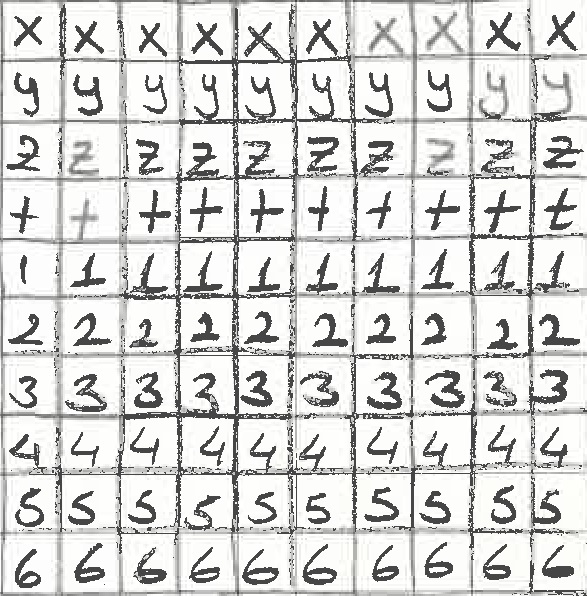 x x x x x x x x x x
y y y y y y y y y y
z z z z z z z z z z
+ + + + + + + + + t
1 1 1 1 1 1 1 1 1 1
2 2 2 2 2 2 2 2 2 2
3 3 3 3 3 3 3 3 3 3
4 4 4 4 4 4 4 4 4 4
5 5 5 5 5 5 5 5 5 5
6 6 6 6 6 6 6 6 6 6